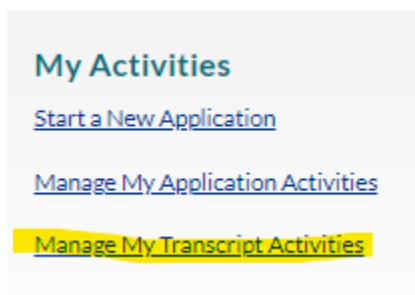 My Activities
Start a New Application
Manage My Application Activities
Manage My Transcript Activities